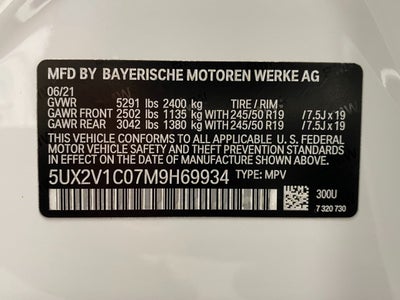 MFD BY BAYERISCHE MOTOREN WERKE AG
06/21
GVWR 5291 lbs 2400 kg TIRE / RIM :
GAWR FRONT 2502 lbs 1135 kg WITH 245/50 R19 / 7.5J x 19
GAWR REAR 3042 lbs 1380 kg WITH 245/50 R19 / 7.5J x 19
THIS VEHICLE CONFORMS TO ALL APPLICABLE U.S. FEDERAL
MOTOR VEHICLE SAFETY, BUMPER, AND THEFT PREVENTION
STANDARDS IN EFFECT ON THE DATE OF MANUFACTURE SHOWN ABOVE.
5UX2V1C07M9H69934 TYPE: MPV
300U
7 320 730